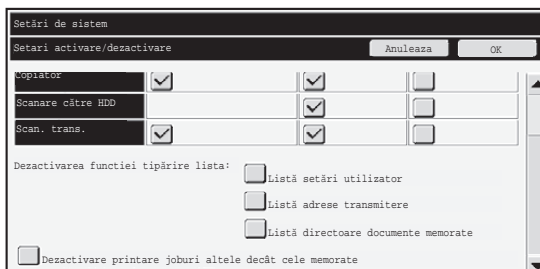 Setări de sistem
Setari activare/dezactivare Anuleaza OK
Copiator
Scanare către HDD
Scan. trans.
Dezactivarea functiei tipărire lista:
Listă setări utilizator
Listă adrese transmitere
Listă directoare documente memorate
Dezactivare printare joburi altele decât cele memorate